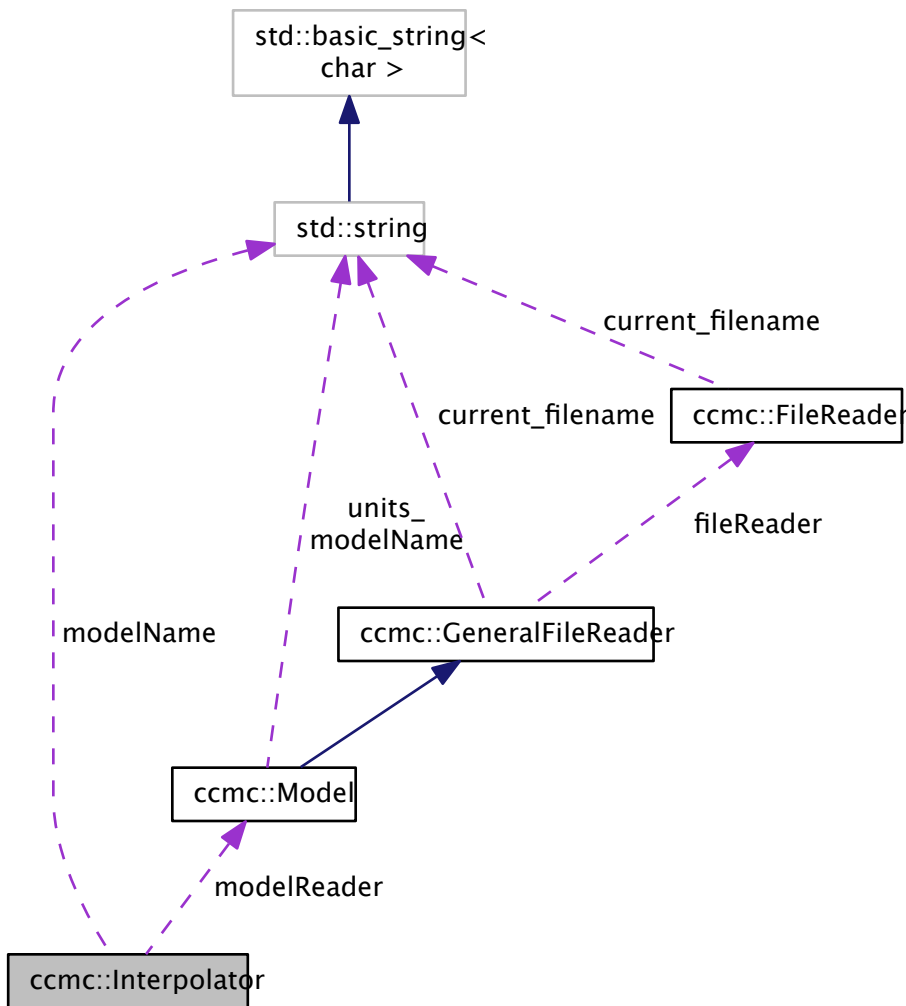 std::basic_string<
char >
std::string
current_filename
ccmc::FileReader
current_filename
units_
modelName
fileReader
modelName
ccmc::GeneralFileReader
ccmc::Model
modelReader
ccmc::Interpolator